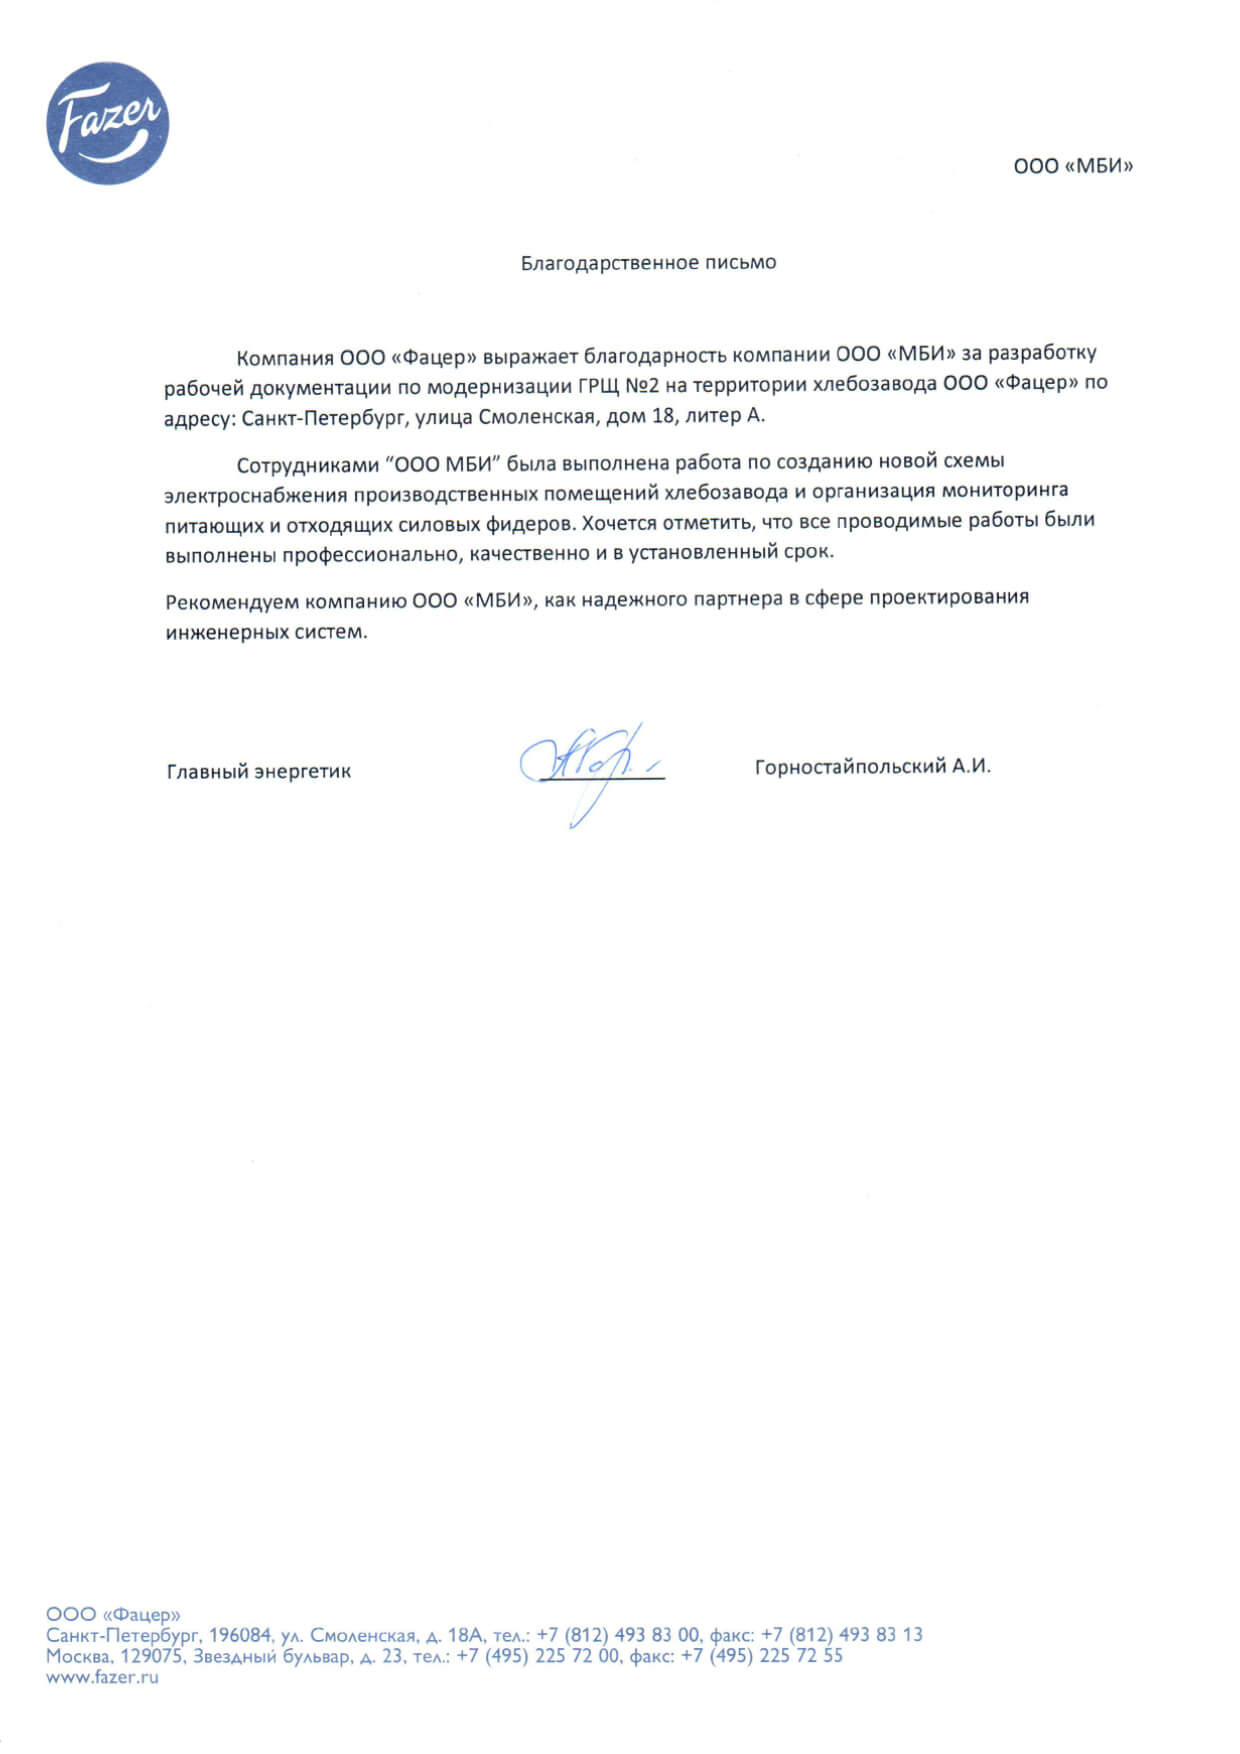 Fazer
ООО «МБИ»
Благодарственное письмо
Компания ООО «Фацер» выражает благодарность компании ООО «МБИ» за разработку
рабочей документации по модернизации ГРЩ №2 на территории хлебозавода ООО «Фацер» по
адресу: Санкт-Петербург, улица Смоленская, дом 18, литер А.
Сотрудниками “ООО МБИ” была выполнена работа по созданию новой схемы
электроснабжения производственных помещений хлебозавода и организация мониторинга
питающих и отходящих силовых фидеров. Хочется отметить, что все проводимые работы были
выполнены профессионально, качественно и в установленный срок.
Рекомендуем компанию ООО «МБИ», как надежного партнера в сфере проектирования
инженерных систем.
Главный энергетик
Горностайпольский А.И.
ООО «Фацер»
Санкт-Петербург, 196084, ул. Смоленская, д. 18А, тел.: +7 (812) 493 83 00, факс: +7 (812) 493 83 13
Москва, 129075, Звездный бульвар, д. 23, тел.: +7 (495) 225 72 00, факс: +7 (495) 225 72 55
www.fazer.ru